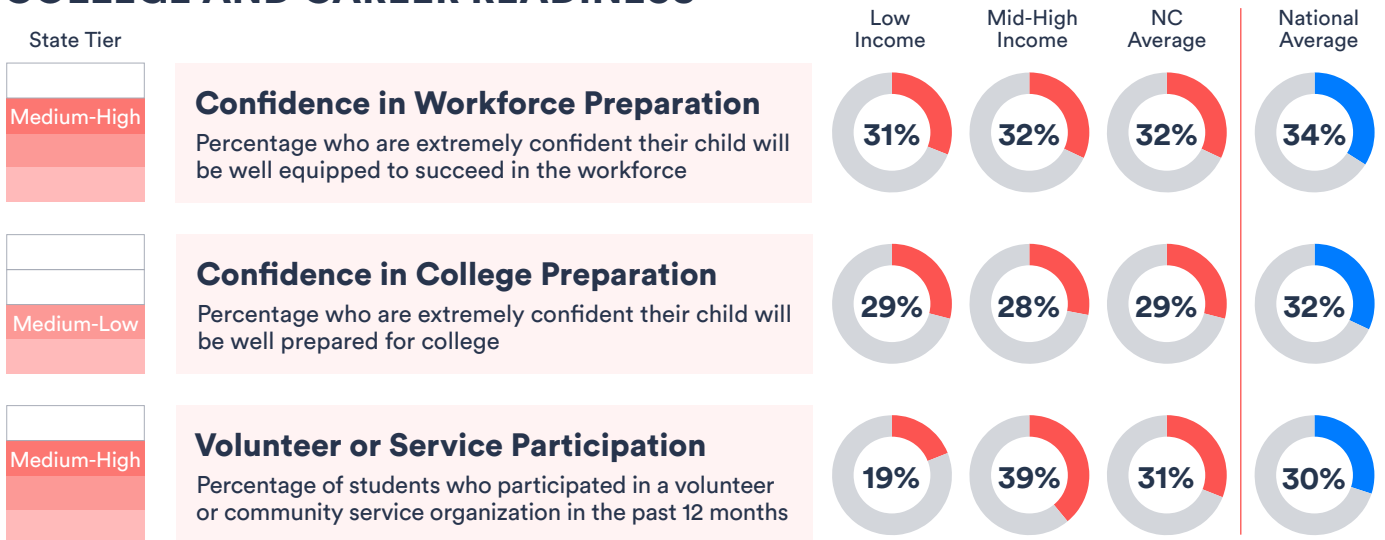 COLLEGE AND CAREER READINESS
State Tier
Low Income
Mid-High Income
NC Average
National Average
Medium-High
Confidence in Workforce Preparation
Percentage who are extremely confident their child will
be well equipped to succeed in the workforce
31%
32%
32%
34%
Medium-Low
Confidence in College Preparation
Percentage who are extremely confident their child will
be well prepared for college
29%
28%
29%
32%
Medium-High
Volunteer or Service Participation
Percentage of students who participated in a volunteer
or community service organization in the past 12 months
19%
39%
31%
30%